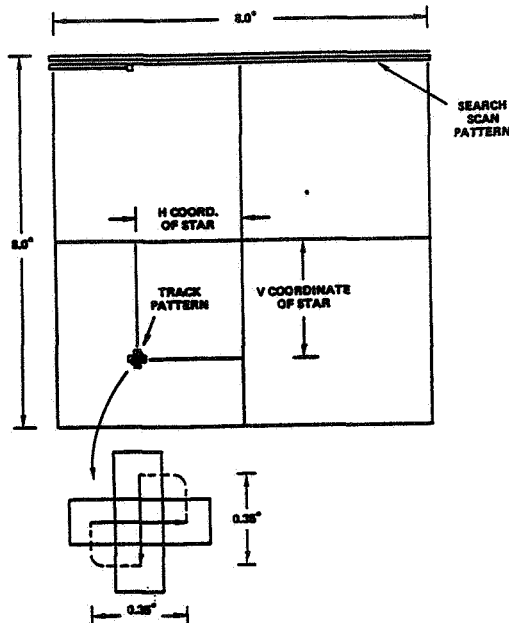 8.0°
SEARCH
SCAN
PATTERN
H COORD.
OF STAR
8.0°
TRACK
PATTERN
V COORDINATE
OF STAR
0.35°
0.35°